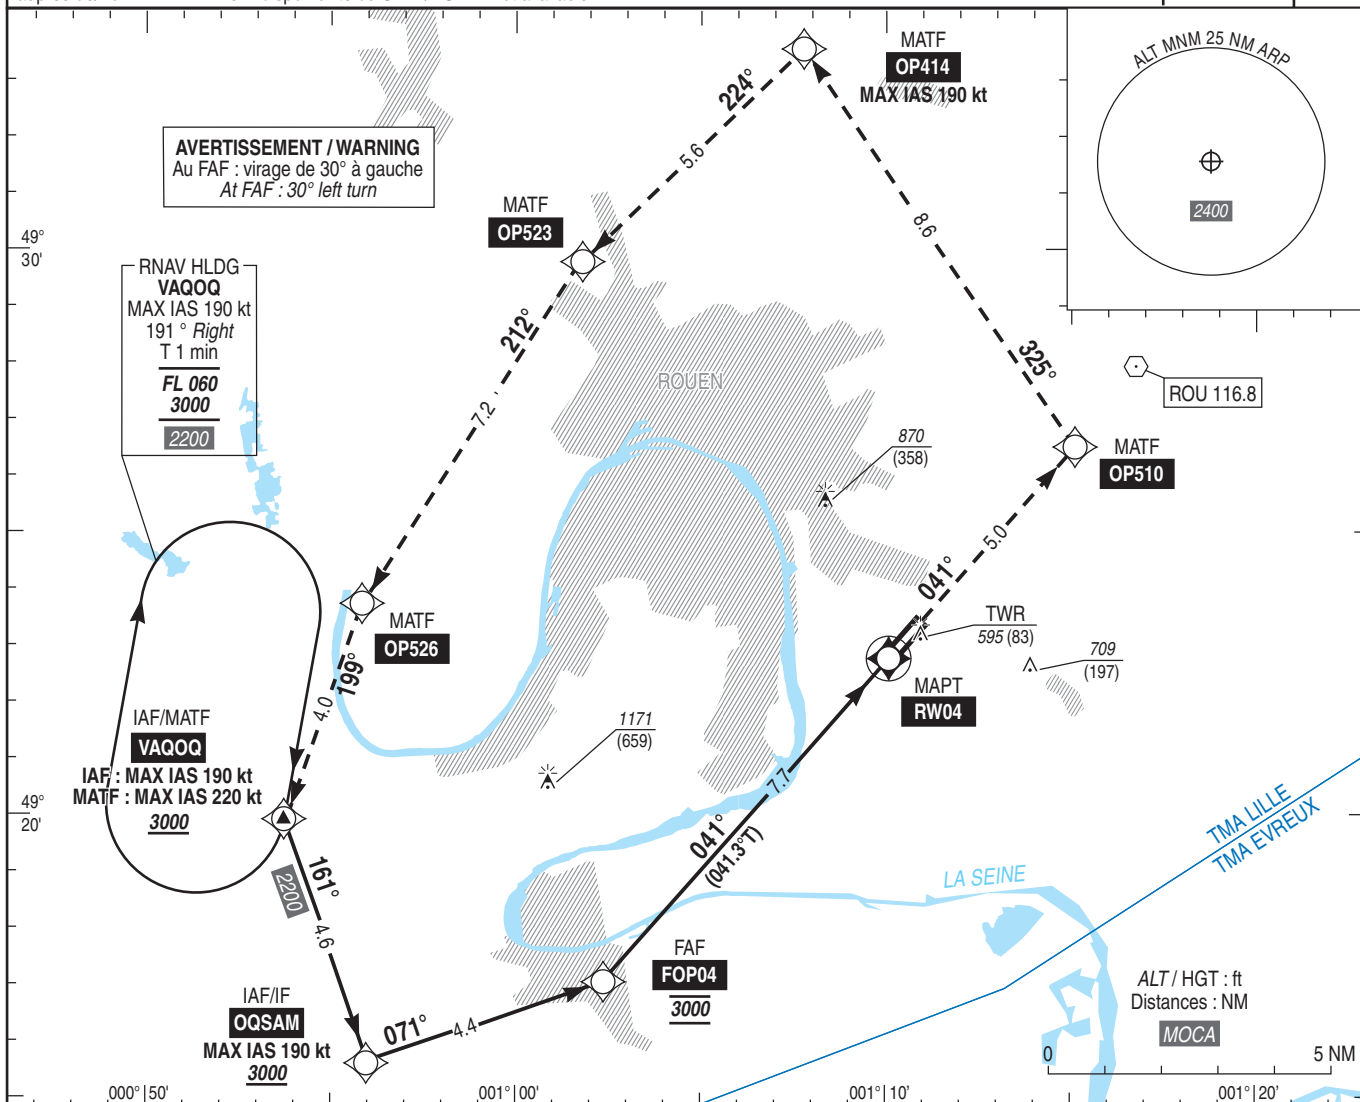 MATF
OP414
MAX IAS 190 kt
ALT MNM 25 NM ARP
2400
224°
5.6
AVERTISSEMENT / WARNING
Au FAF : virage de 30° à gauche
At FAF : 30° left turn
MATF
OP523
8.6
49°
30'
RNAV HLDG
VAQOQ
MAX IAS 190 kt
191 ° Right
T 1 min
FL 060
3000
2200
212°
7.2
ROUEN
325°
ROU 116.8
870
(358)
MATF
OP510
5.0
041°
MATF
OP526
TWR
595 (83)
709
(197)
199°
4.0
MAPT
RW04
IAF/MATF
VAQOQ
IAF : MAX IAS 190 kt
MATF : MAX IAS 220 kt
3000
1171
(659)
7.7
49°
20'
041°
(041.3°T)
TMA LILLE
TMA EVREUX
161°
2200
4.6
LA SEINE
FAF
FOP04
3000
IAF/IF
OQSAM
MAX IAS 190 kt
3000
071°
4.4
ALT / HGT : ft
Distances : NM
MOCA
0
5 NM
000°50'
001°00'
001°10'
001°20'